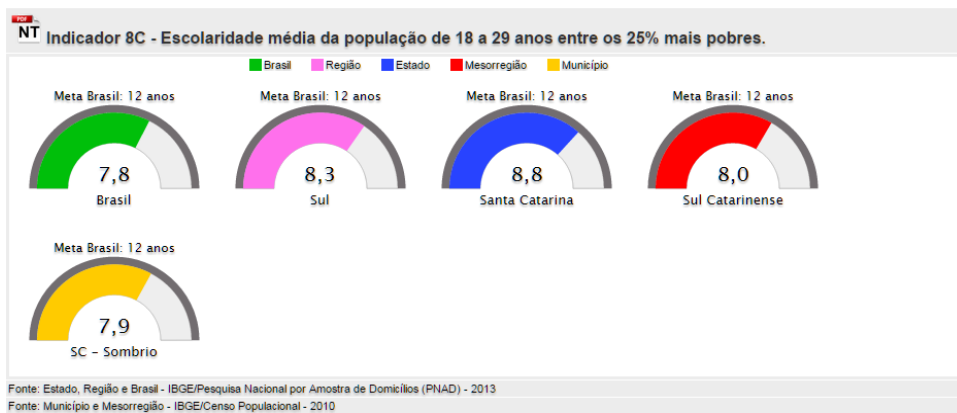 PDF
NT Indicador 8C - Escolaridade média da população de 18 a 29 anos entre os 25% mais pobres.
Brasil Região Estado Mesorregião Município
Meta Brasil: 12 anos Meta Brasil: 12 anos Meta Brasil: 12 anos Meta Brasil: 12 anos
7,8 8,3 8,8 8,0
Brasil Sul Santa Catarina Sul Catarinense
Meta Brasil: 12 anos
7,9
SC - Sombrio
Fonte: Estado, Região e Brasil - IBGE/Pesquisa Nacional por Amostra de Domicílios (PNAD) - 2013
Fonte: Município e Mesorregião - IBGE/Censo Populacional - 2010